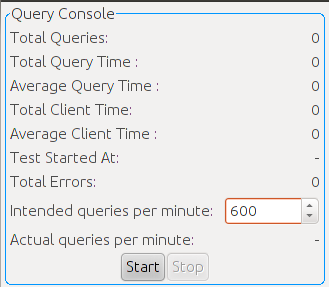 Query Console
Total Queries: 0
Total Query Time : 0
Average Query Time : 0
Total Client Time: 0
Average Client Time : 0
Test Started At: -
Total Errors: 0
Intended queries per minute: 600
Actual queries per minute: -
Start Stop